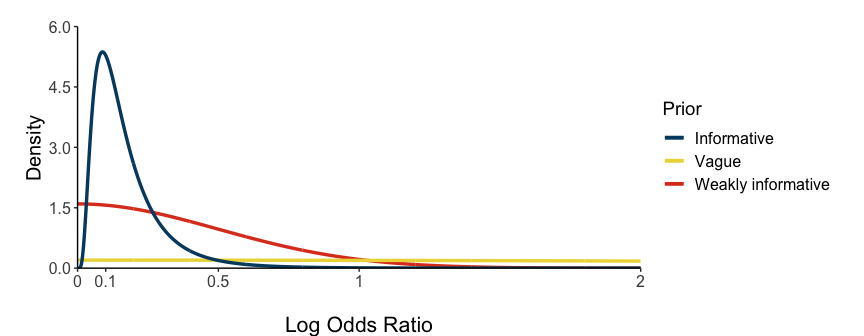 6.0
4.5
3.0
1.5
0.0
Density
0 0.1 0.5 1 2
Log Odds Ratio
Prior
Informative
Vague
Weakly informative